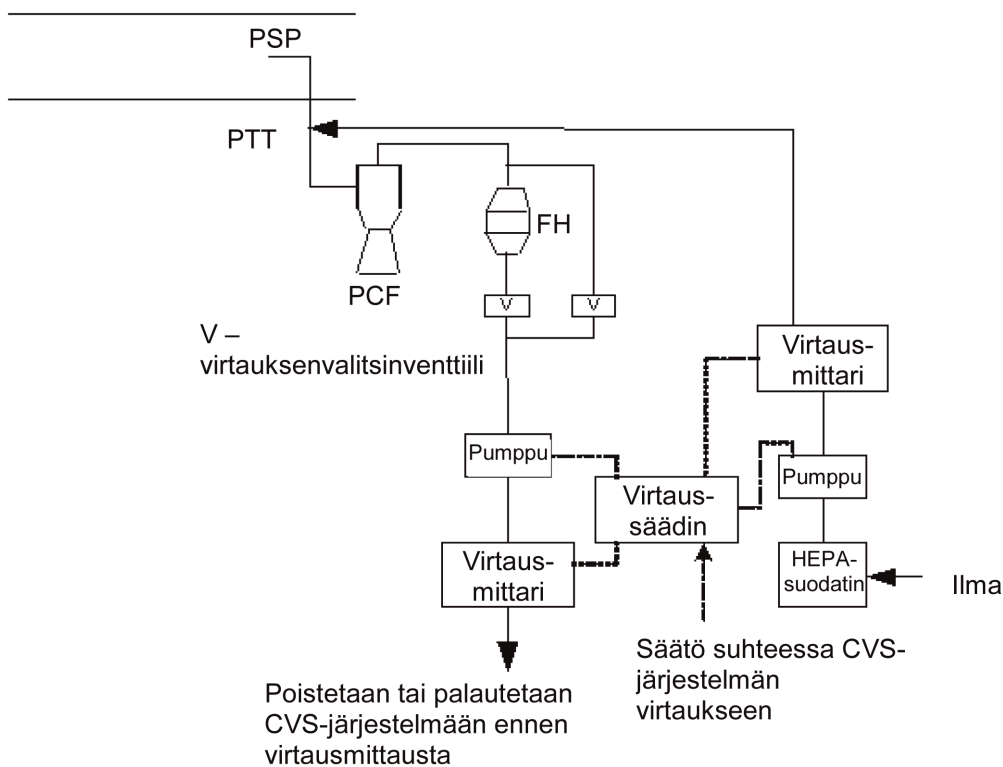 PSP
PTT
FH
PCF
V
V
V –
virtauksenvalitsinventtiili
Virtaus-
mittari
Pumppu
Pumppu
Virtaus-
säädin
Virtaus-
mittari
HEPA-
suodatin
Ilma
Säätö suhteessa CVS-
järjestelmän
virtaukseen
Poistetaan tai palautetaan
CVS-järjestelmään ennen
virtausmittausta